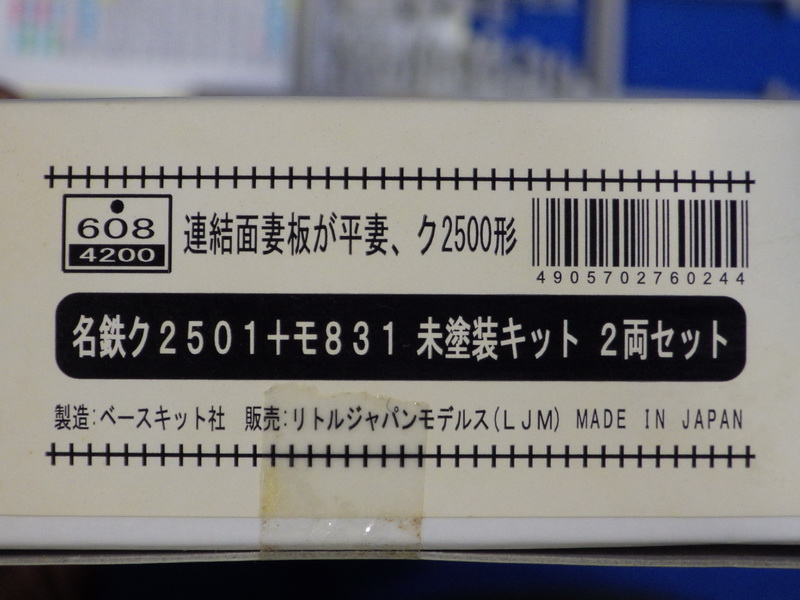 608
4200
連結面妻板が平妻、ク2500形
4905702760244
名鉄ク2501+モ831 未塗装キット 2両セット
製造:ベースキット社 販売:リトルジャパンモデルス(LJM) MADE IN JAPAN